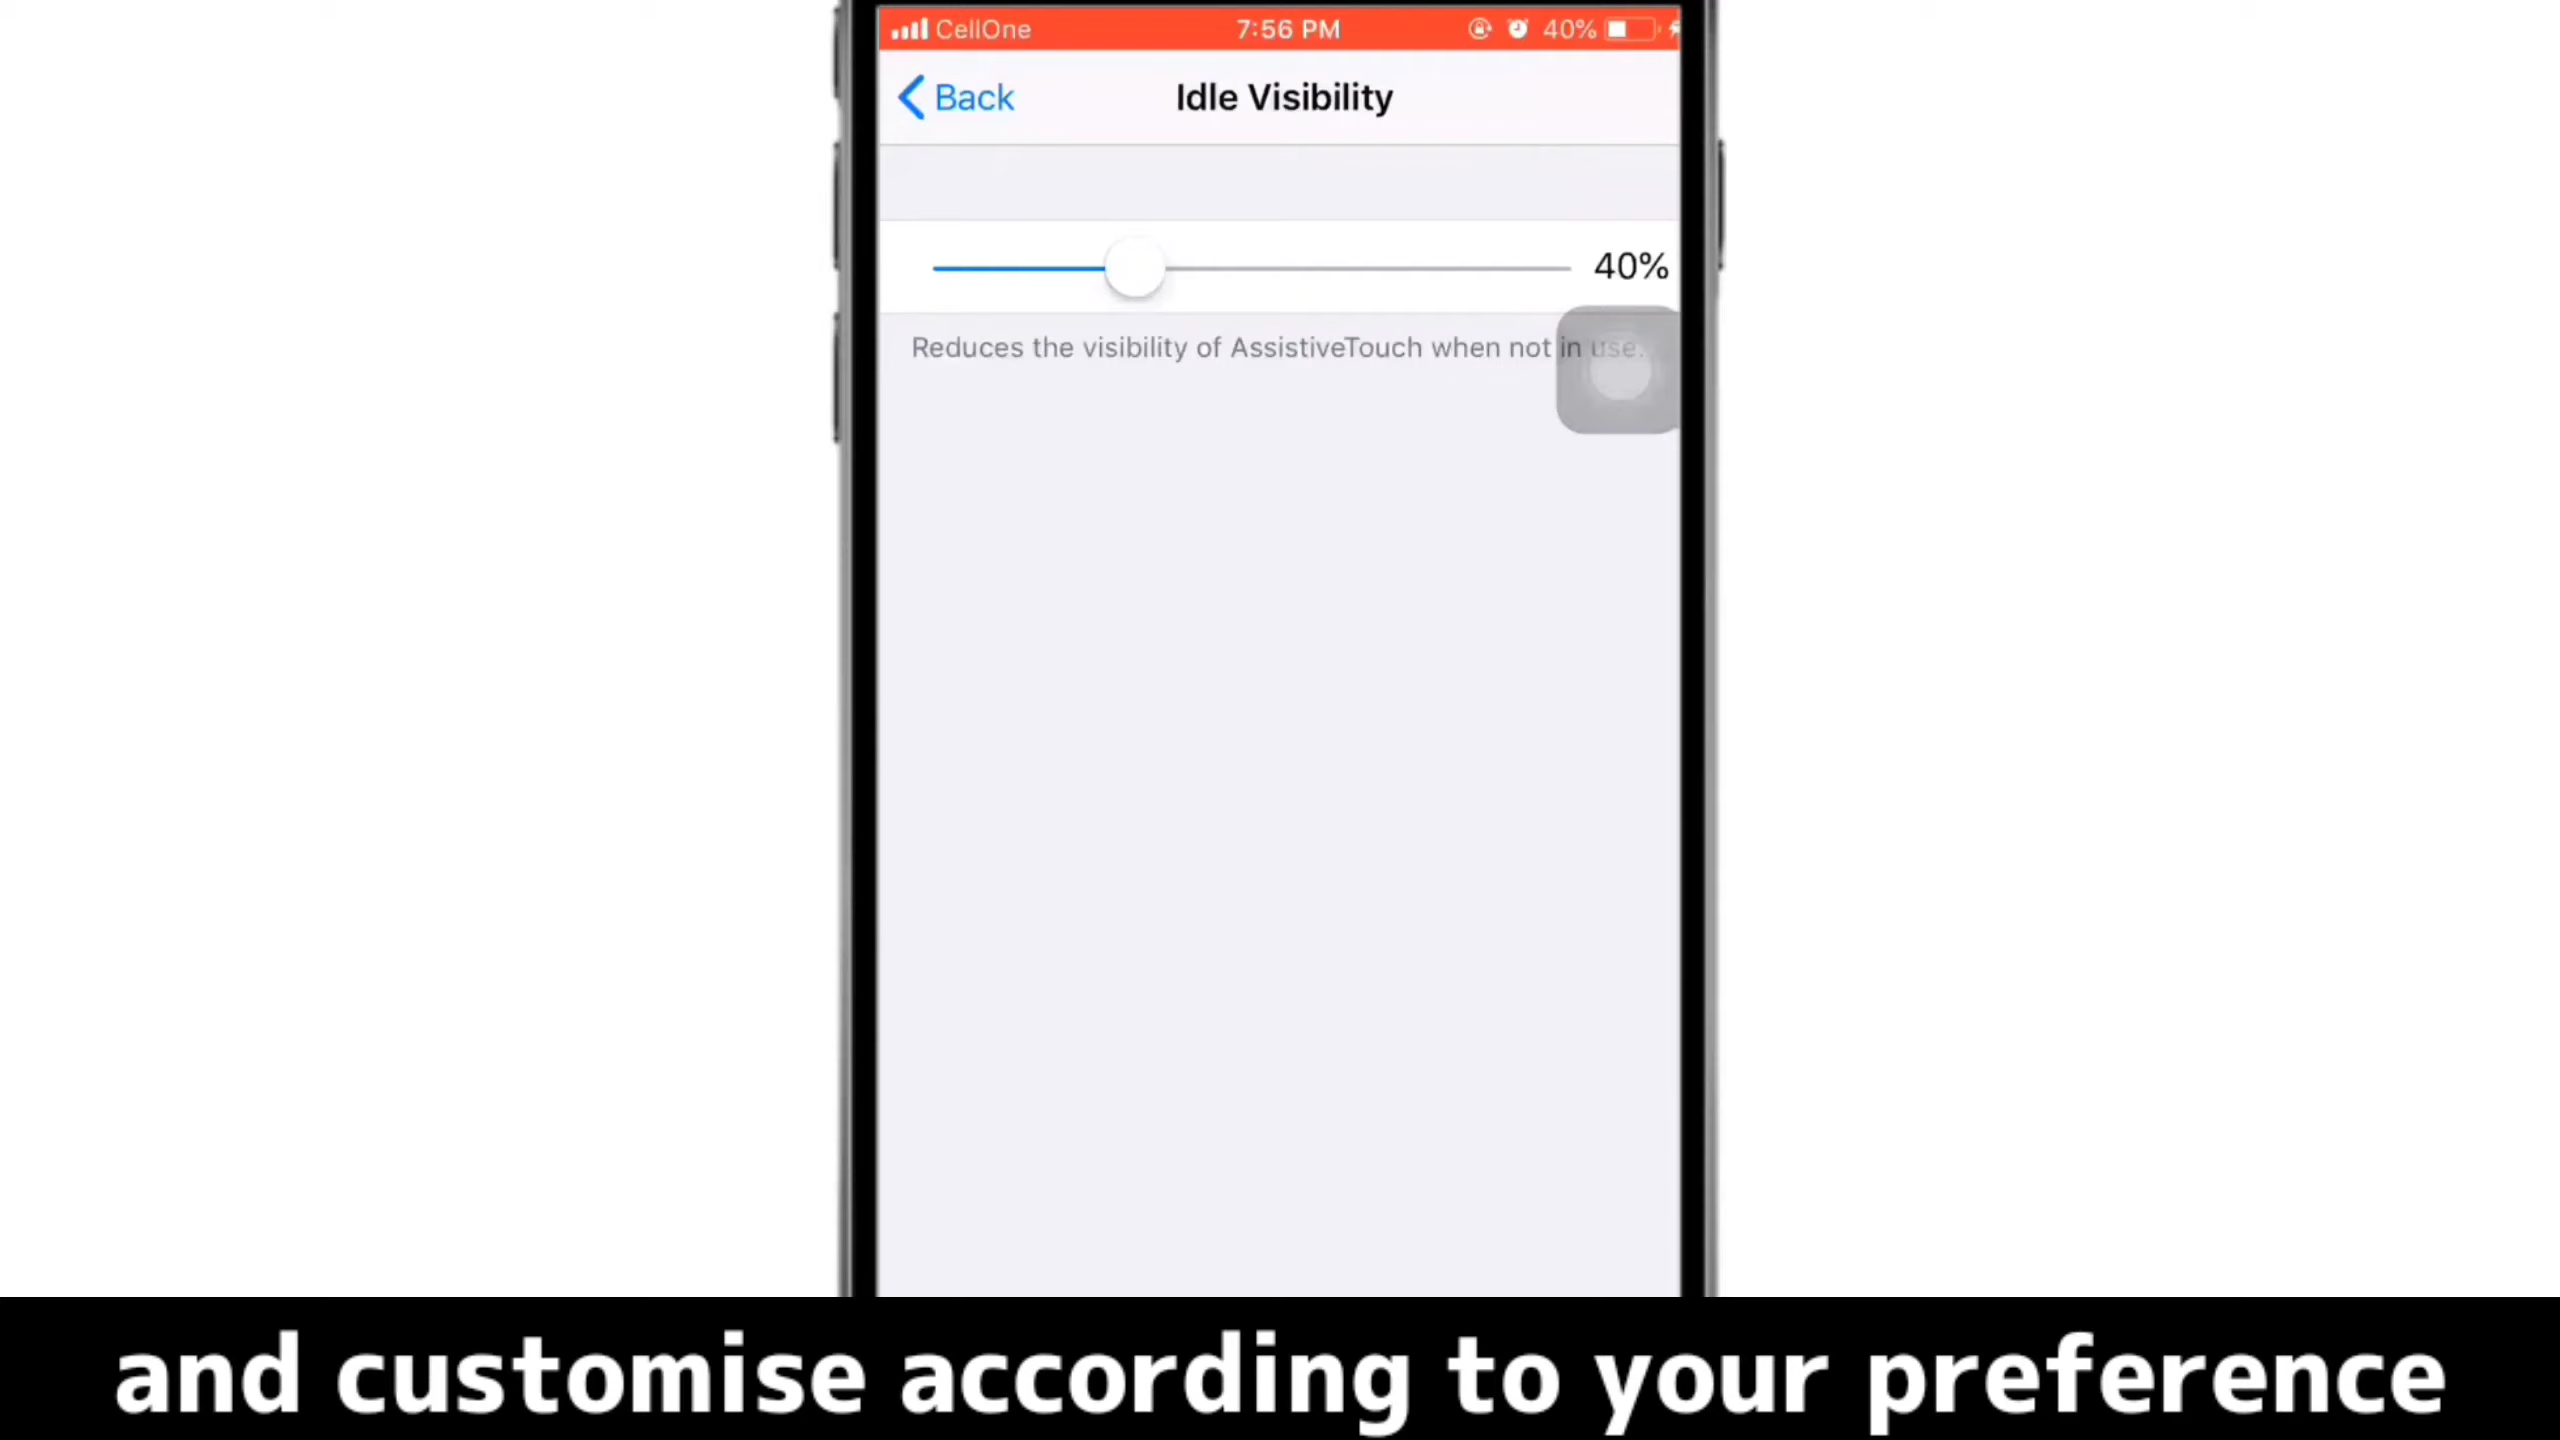 CellOne 7:56 PM 40%
Back Idle Visibility
40%
Reduces the visibility of AssistiveTouch when not in use.
and customise according to your preference